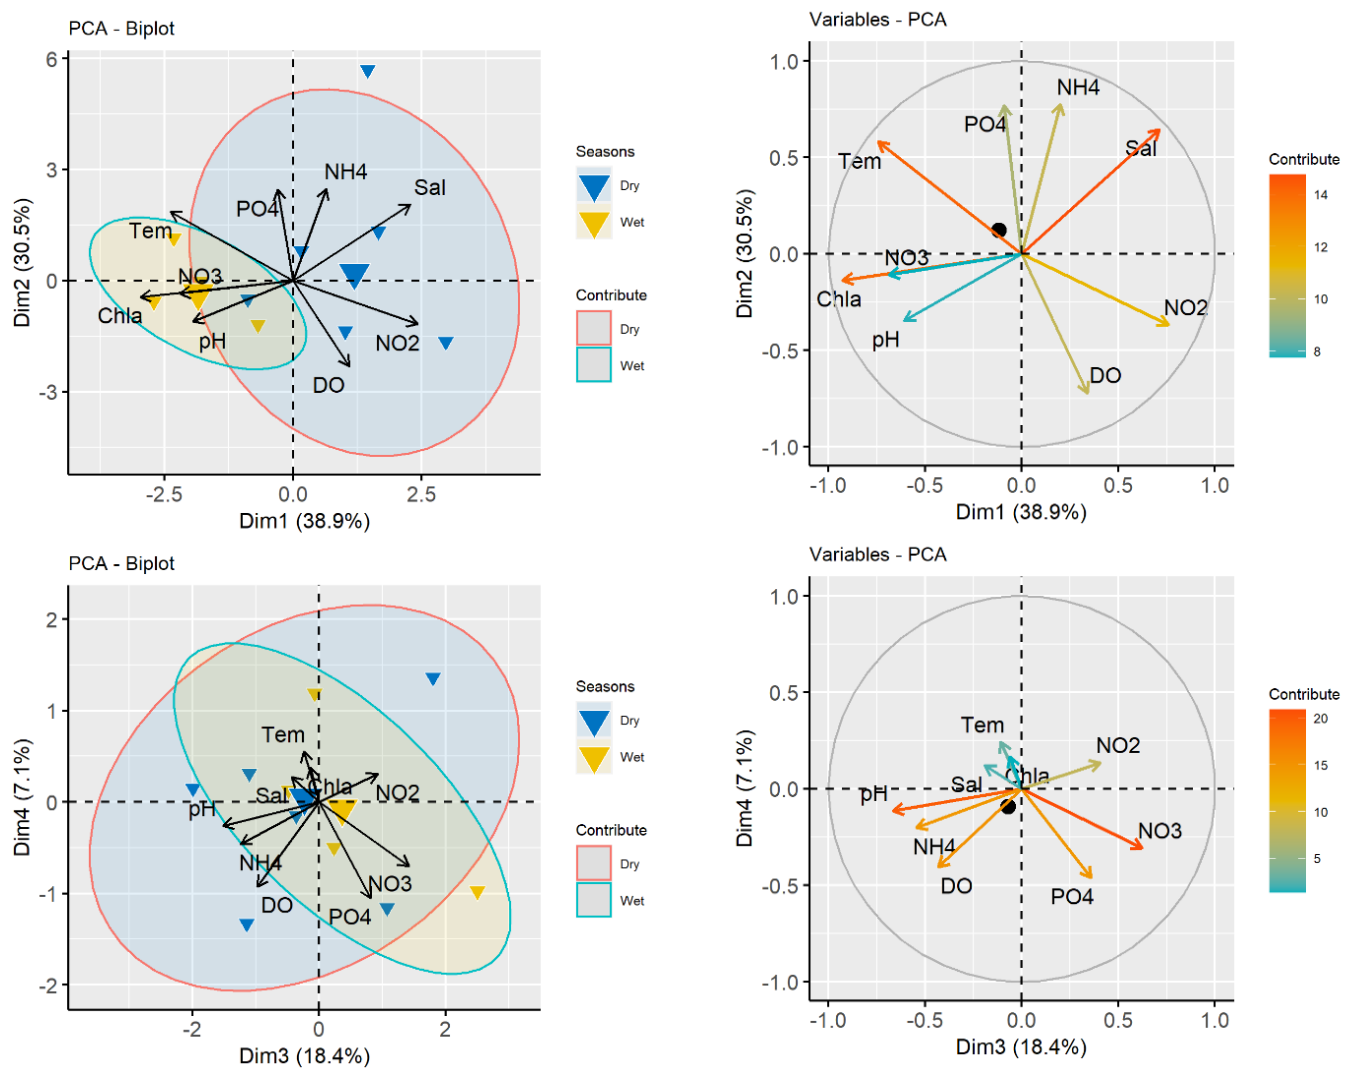 PCA - Biplot
6
3
0
-3
Dim2 (30.5%)
NH4
Sal
PO4
Tem
NO3
Chla
pH
NO2
DO
-2.5
0.0
2.5
Dim1 (38.9%)
Seasons
Dry
Wet
Contribute
Dry
Wet
Variables - PCA
1.0
0.5
0.0
-0.5
-1.0
Dim2 (30.5%)
NH4
PO4
Sal
Tem
NO3
Chla
pH
NO2
DO
-1.0
-0.5
0.0
0.5
1.0
Dim1 (38.9%)
Contribute
14
12
10
8
PCA - Biplot
2
1
0
-1
-2
Dim4 (7.1%)
Tem
Chla
Sal
NO2
pH
NH4
NO3
DO
PO4
-2
0
2
Dim3 (18.4%)
Seasons
Dry
Wet
Contribute
Dry
Wet
Variables - PCA
1.0
0.5
0.0
-0.5
-1.0
Dim4 (7.1%)
Tem
NO2
Chla
Sal
pH
NO3
NH4
DO
PO4
-1.0
-0.5
0.0
0.5
1.0
Dim3 (18.4%)
Contribute
20
15
10
5